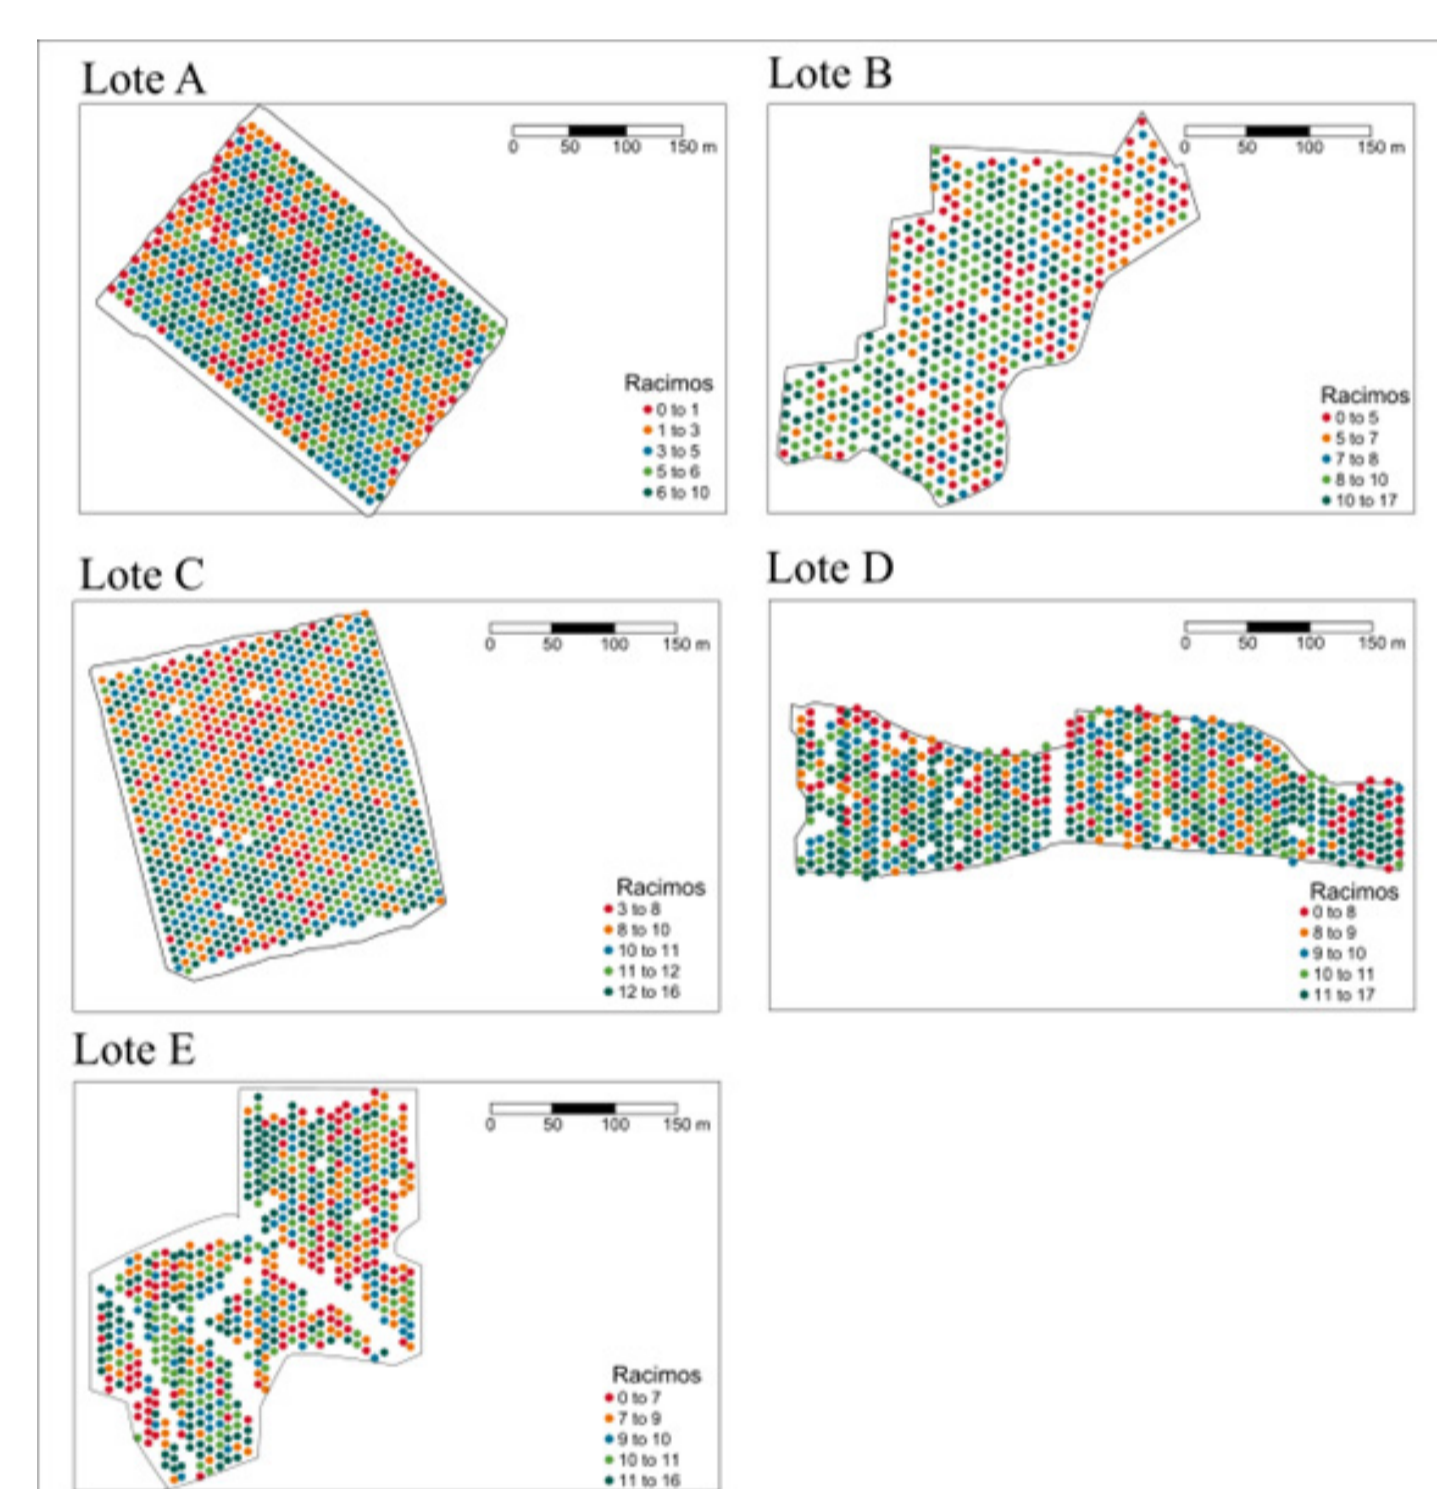 Lote A
0 50 100 150 m
Racimos
0 to 1
1 to 3
3 to 5
5 to 6
6 to 10
Lote B
0 50 100 150 m
Racimos
0 to 5
5 to 7
7 to 8
8 to 10
10 to 17
Lote C
0 50 100 150 m
Racimos
3 to 8
8 to 10
10 to 11
11 to 12
12 to 16
Lote D
0 50 100 150 m
Racimos
0 to 8
8 to 9
9 to 10
10 to 11
11 to 17
Lote E
0 50 100 150 m
Racimos
0 to 7
7 to 9
9 to 10
10 to 11
11 to 16